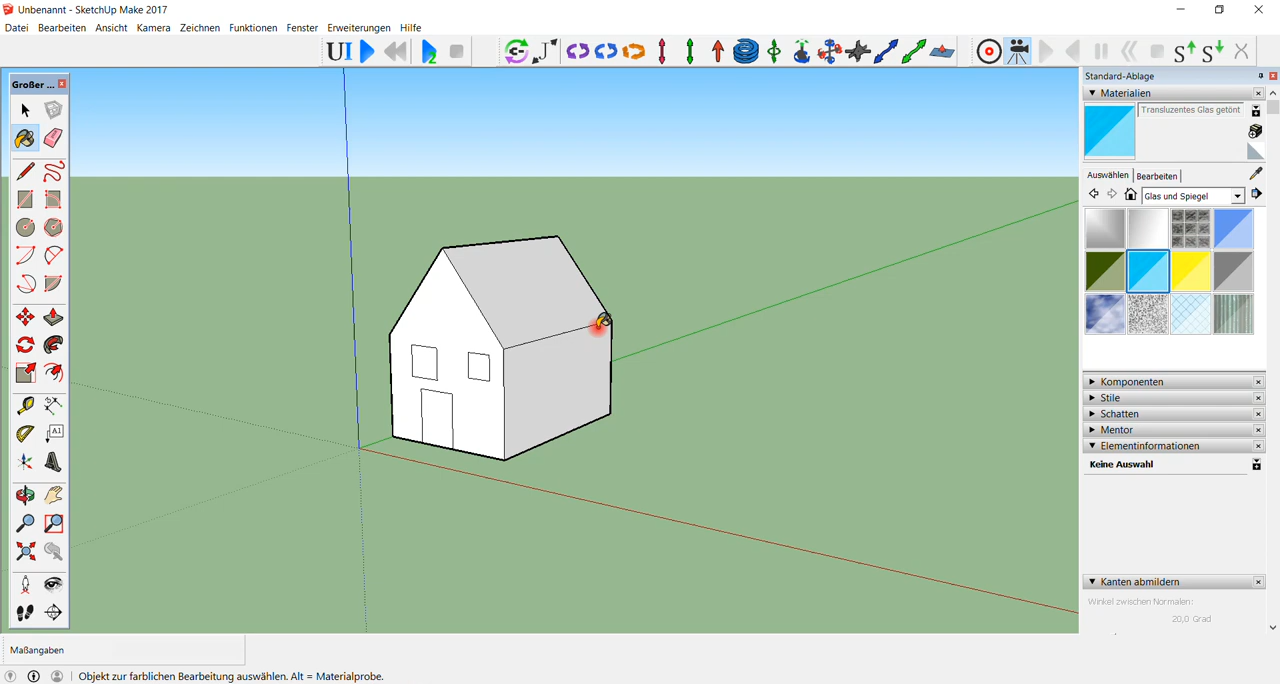 Unbenannt - SketchUp Make 2017
Datei Bearbeiten Ansicht Kamera Zeichnen Funktionen Fenster Erweiterungen Hilfe
UI 2 S S
Großer ...
Standard-Ablage
Materialien
Transluzentes Glas getönt
Auswählen Bearbeiten
Glas und Spiegel
A1
Komponenten
Stile
Schatten
Mentor
Elementinformationen
Keine Auswahl
Kanten abmildern
Winkel zwischen Normalen:
20,0 Grad
Maßangaben
Objekt zur farblichen Bearbeitung auswählen. Alt = Materialprobe.